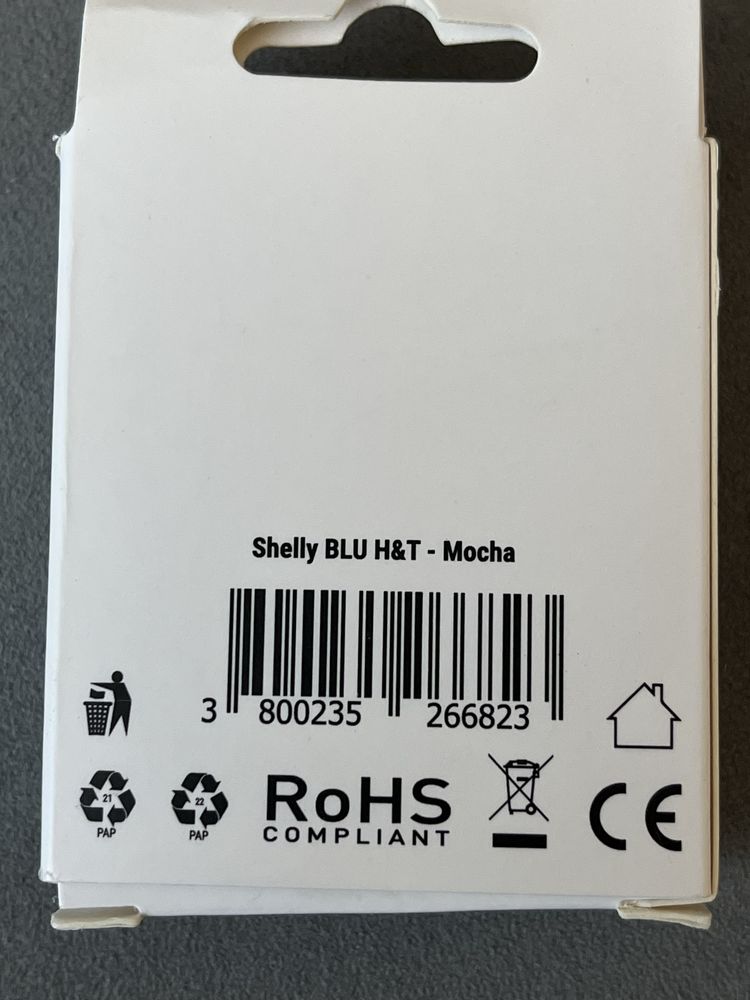 Shelly BLU H&T - Mocha
3 800235 266823
21
PAP
22
PAP
RoHS
COMPLIANT
CE